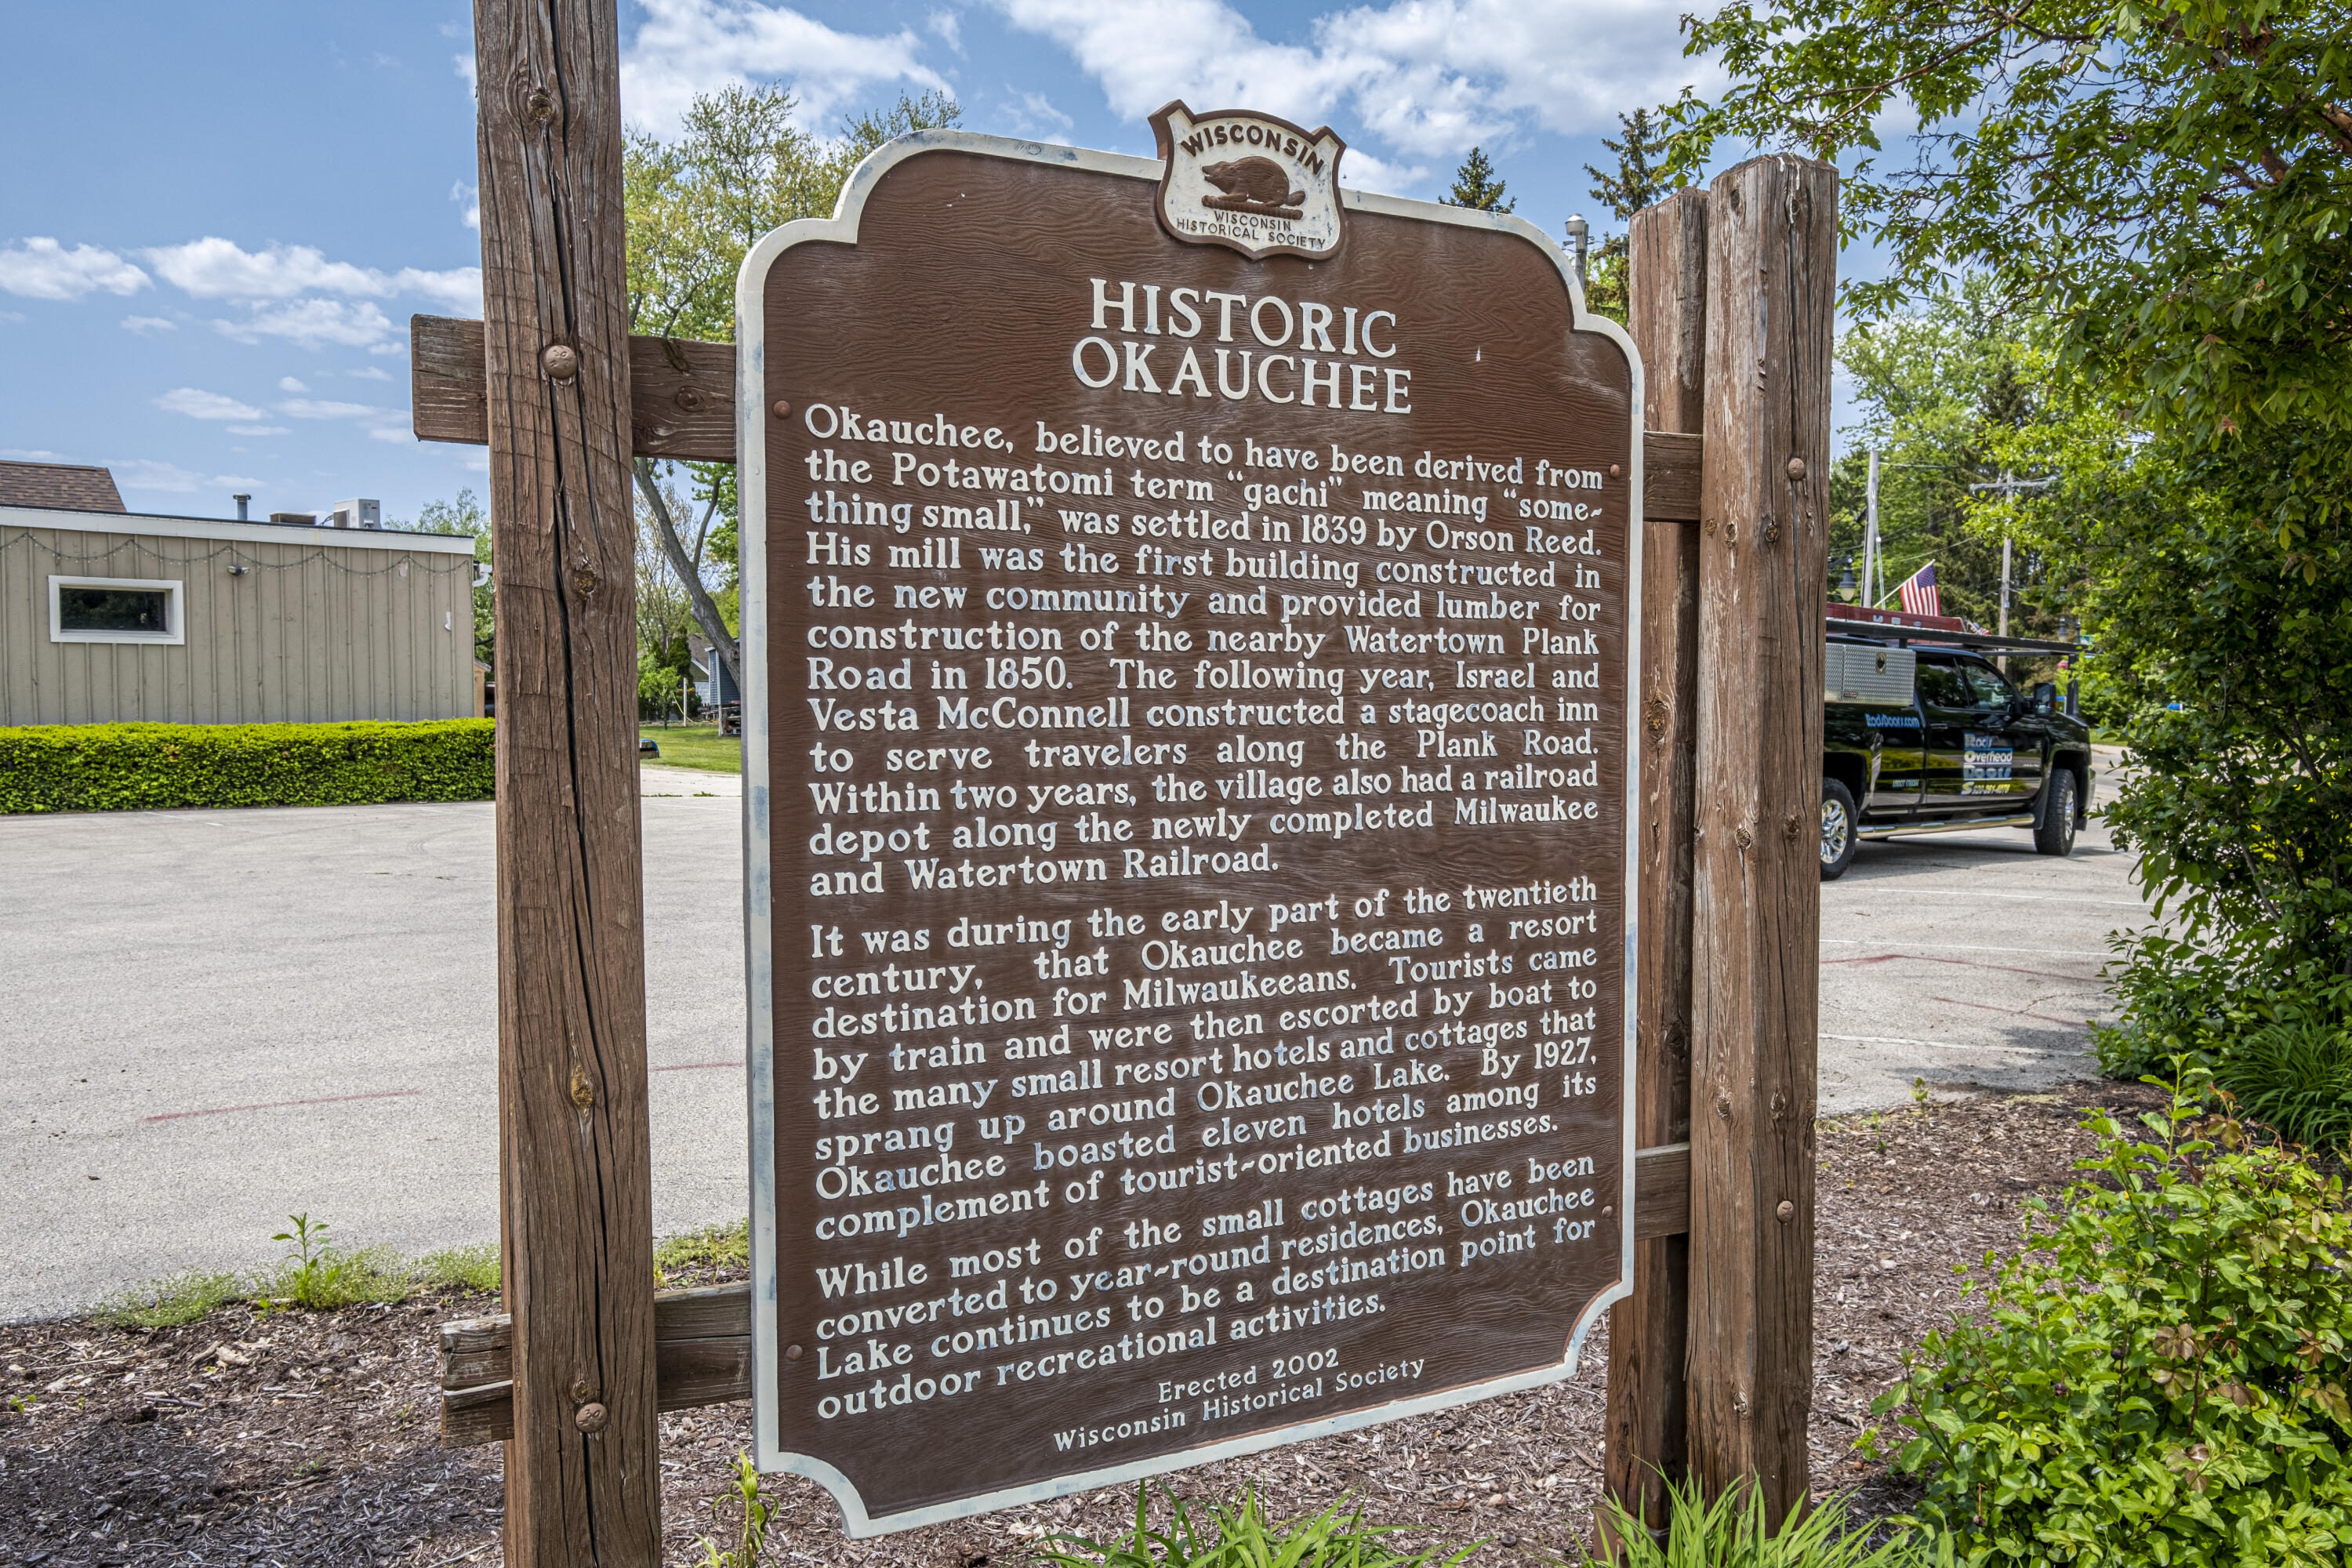 WISCONSIN
WISCONSIN
HISTORICAL SOCIETY
HISTORIC
OKAUCHEE
Okauchee, believed to have been derived from
the Potawatomi term "gachi" meaning "some-
thing small," was settled in 1839 by Orson Reed.
His mill was the first building constructed in
the new community and provided lumber for
construction of the nearby Watertown Plank
Road in 1850. The following year, Israel and
Vesta McConnell constructed a stagecoach inn
to serve travelers along the Plank Road.
Within two years, the village also had a railroad
depot along the newly completed Milwaukee
and Watertown Railroad.
It was during the early part of the twentieth
century, that Okauchee became a resort
destination for Milwaukeeans. Tourists came
by train and were then escorted by boat to
the many small resort hotels and cottages that
sprang up around Okauchee Lake. By 1927,
Okauchee boasted eleven hotels among its
complement of tourist-oriented businesses.
While most of the small cottages have been
converted to year-round residences, Okauchee
Lake continues to be a destination point for
outdoor recreational activities.
Erected 2002
Wisconsin Historical Society
RodsDoors.com
Rod's
Overhead
Doors